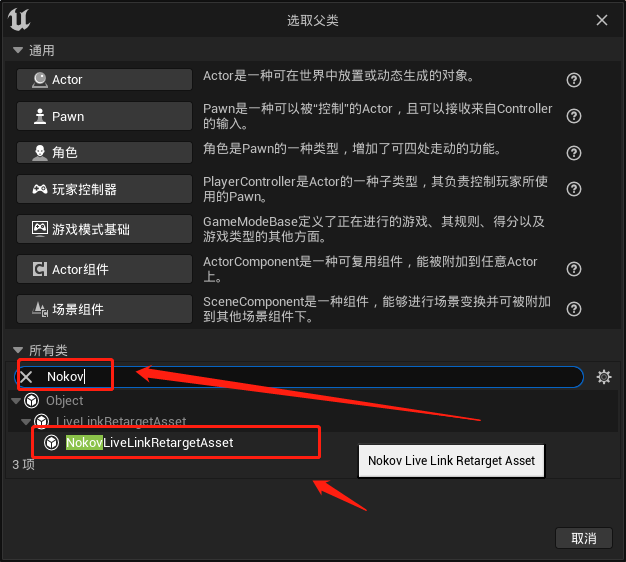 选取父类
通用
Actor
Actor是一种可在世界中放置或动态生成的对象。
Pawn
Pawn是一种可以被“控制”的Actor，且可以接收来自Controller
的输入。
角色
角色是Pawn的一种类型，增加了可四处走动的功能。
玩家控制器
PlayerController是Actor的一种子类型，其负责控制玩家所使
用的Pawn。
游戏模式基础
GameModeBase定义了正在进行的游戏、其规则、得分以及
游戏类型的其他方面。
Actor组件
ActorComponent是一种可复用组件，能被附加到任意Actor
上。
场景组件
SceneComponent是一种组件，能够进行场景变换并可被附加
到其他场景组件下。
所有类
Nokov
Object
LiveLinkRetargetAsset
NokovLiveLinkRetargetAsset
Nokov Live Link Retarget Asset
3 项
取消